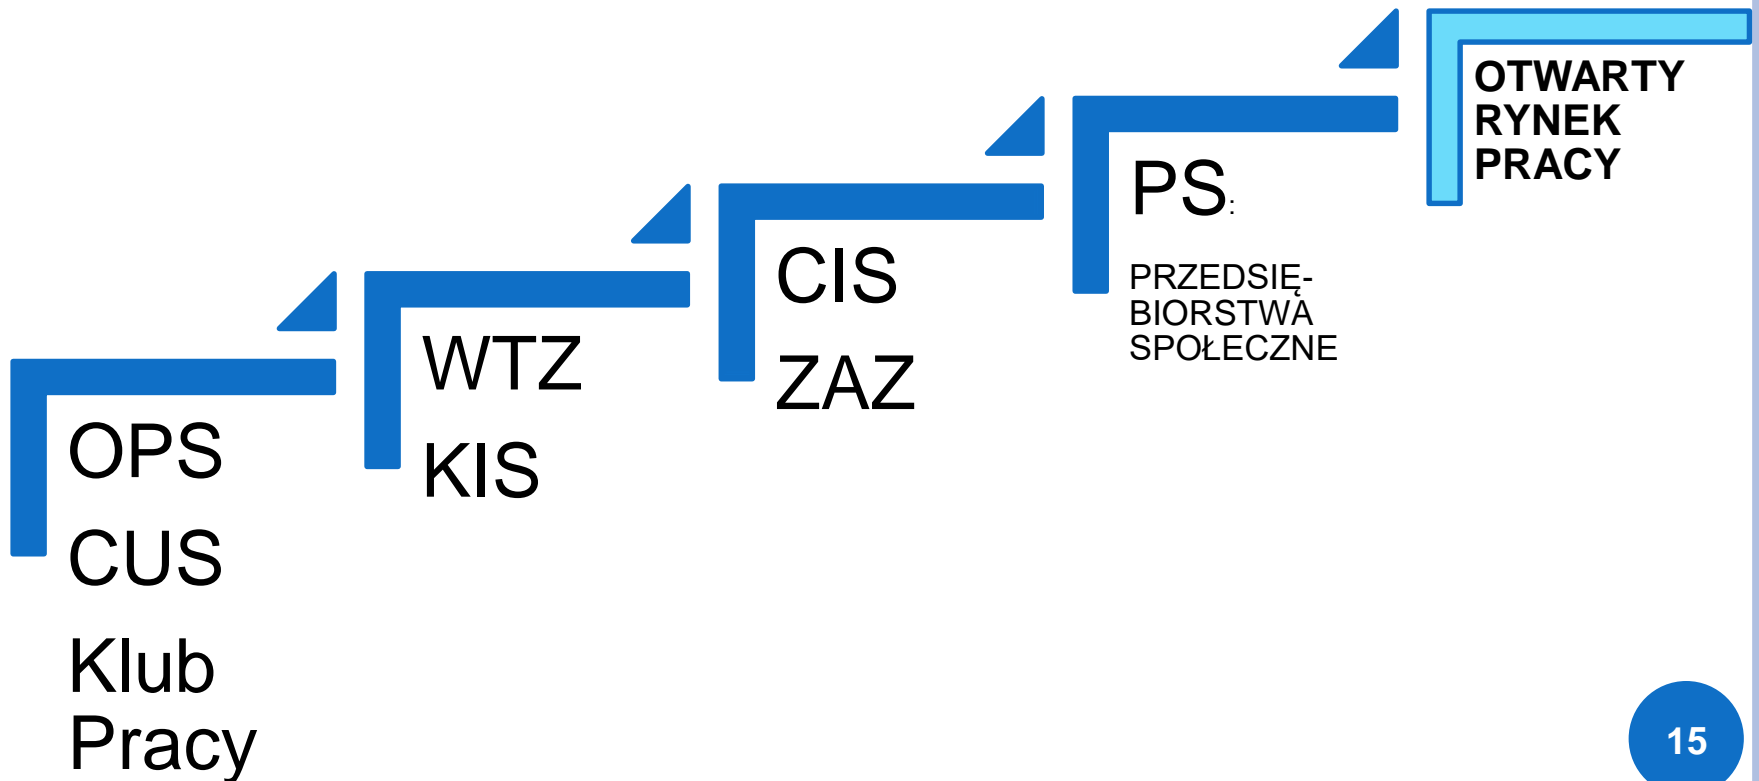 OPS
CUS
Klub
Pracy
WTZ
KIS
CIS
ZAZ
PS:
PRZEDSIĘ-
BIORSTWA
SPOŁECZNE
OTWARTY
RYNEK
PRACY
15